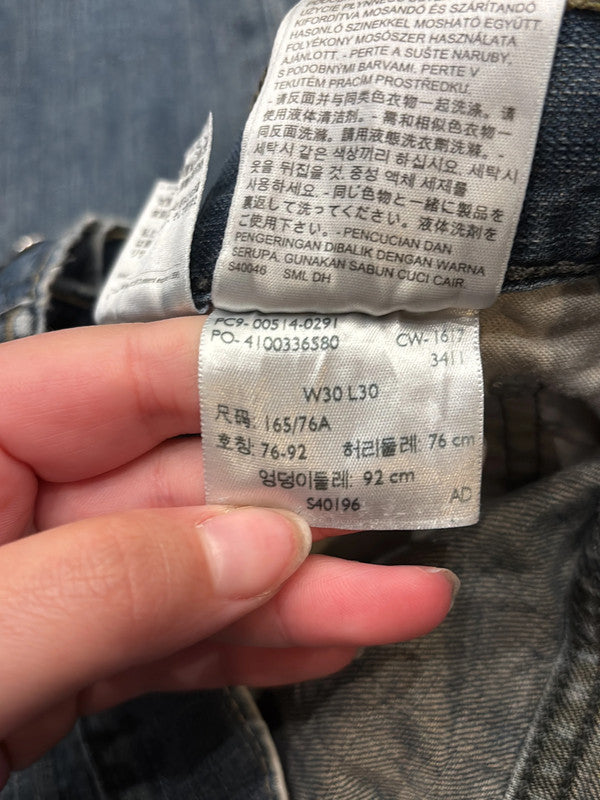 UŻYCIE PŁYNNEGO
KIFORDÍTVA MOSANDÓ ÉS SZÁRÍTANDÓ
HASONLÓ SZINEKKEL MOSHATÓ EGYÜTT
FOLYÉKONY MOSÓSZER HASZNÁLATA
AJÁNLOTT. - PERTE A SUŠTE NARUBY,
S PODOBNÝMI BARVAMI. PERTE V
TEKUTÉM PRACÍM PROSTŘEDKU.
- 请反面并与同类色衣物一起洗涤。请
使用液体清洁剂。- 需和相似色衣物一
同反面洗滌。請用液態洗衣劑洗滌。-
세탁시 같은 색상끼리 하십시오. 세탁시
옷을 뒤집을 것. 중성 액체 세제를
사용하세요. - 同じ色物と一緒に製品を
裏返して洗ってください。液体洗剤を
ご使用下さい。- PENCUCIAN DAN
PENGERINGAN DIBALIK DENGAN WARNA
SERUPA. GUNAKAN SABUN CUCI CAIR.
S40046 SML DH
PC9- 00514-0291
PO- 4100336580 CW-1617
3411
W30 L30
尺码: 165/76A
호칭: 76-92 허리둘레: 76 cm
엉덩이둘레: 92 cm
S40196 AD